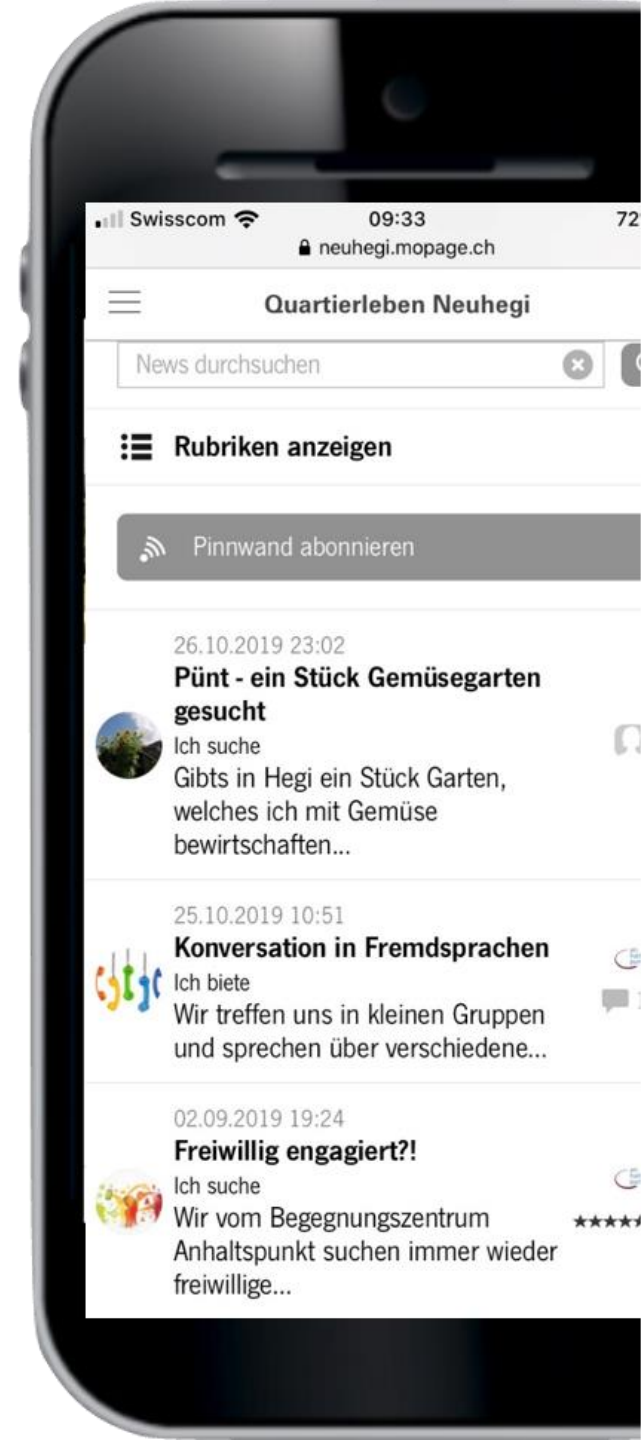 Swisscom 09:33 72
neuhegi.mopage.ch
Quartierleben Neuhegi
News durchsuchen
Rubriken anzeigen
Pinnwand abonnieren
26.10.2019 23:02
Pünt - ein Stück Gemüsegarten
gesucht
Ich suche
Gibts in Hegi ein Stück Garten,
welches ich mit Gemüse
bewirtschaften...
25.10.2019 10:51
Konversation in Fremdsprachen
Ich biete
Wir treffen uns in kleinen Gruppen
und sprechen über verschiedene...
02.09.2019 19:24
Freiwillig engagiert?!
Ich suche
Wir vom Begegnungszentrum
Anhaltspunkt suchen immer wieder
freiwillige...